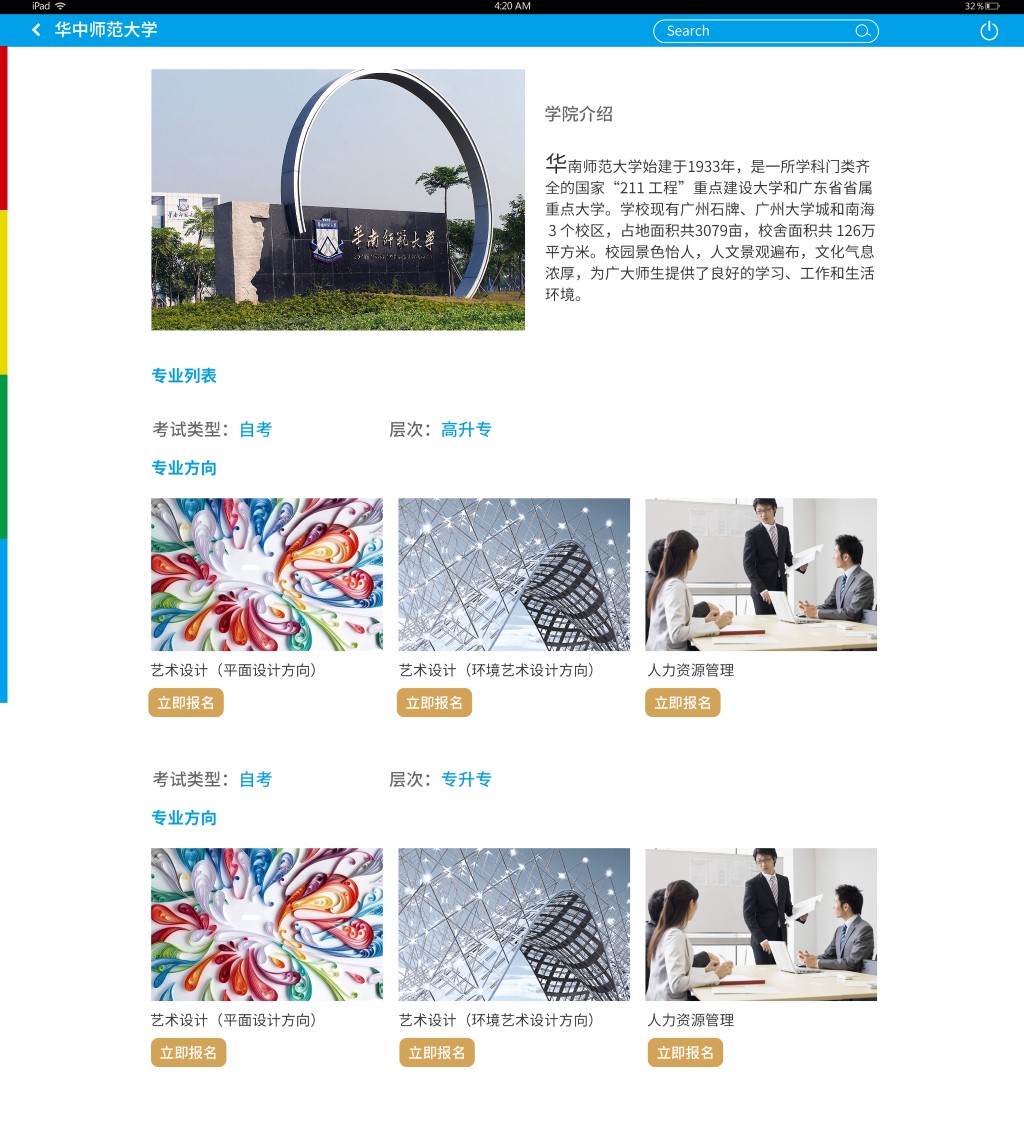 iPad
4:20 AM
32%
华中师范大学
Search
华南师范大学
华南师范大学
学院介绍
华南师范大学始建于1933年，是一所学科门类齐
全的国家“211 工程”重点建设大学和广东省省属
重点大学。学校现有广州石牌、广州大学城和南海
3 个校区，占地面积共3079亩，校舍面积共 126万
平方米。校园景色怡人，人文景观遍布，文化气息
浓厚，为广大师生提供了良好的学习、工作和生活
环境。
专业列表
考试类型：自考
层次：高升专
专业方向
艺术设计（平面设计方向）
艺术设计（环境艺术设计方向）
人力资源管理
立即报名
立即报名
立即报名
考试类型：自考
层次：专升专
专业方向
艺术设计（平面设计方向）
艺术设计（环境艺术设计方向）
人力资源管理
立即报名
立即报名
立即报名